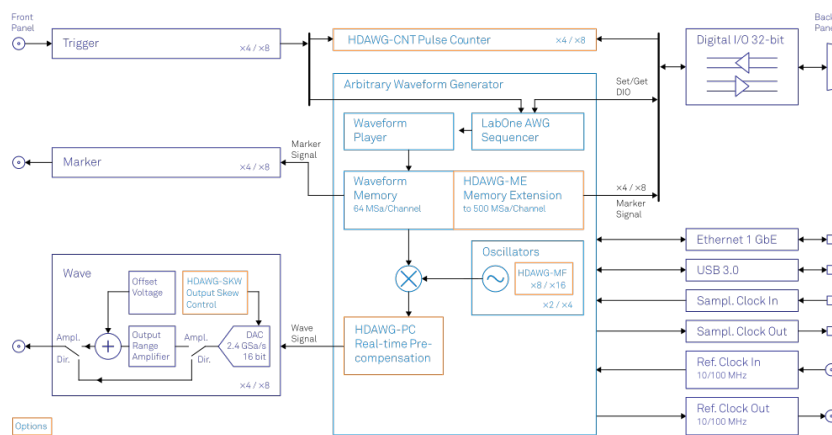 Front
Panel
Trigger
×4 / ×8
HDAWG-CNT Pulse Counter
×4 / ×8
Digital I/O 32-bit
Arbitrary Waveform Generator
Set/Get
DIO
Waveform
Player
LabOne AWG
Sequencer
Marker
×4 / ×8
Marker
Signal
Waveform
Memory
64 MSa/Channel
HDAWG-ME
Memory Extension
to 500 MSa/Channel
×4 / ×8
Marker
Signal
Oscillators
HDAWG-MF
×8 / ×16
×2 / ×4
Ethernet 1 GbE
USB 3.0
Sampl. Clock In
Sampl. Clock Out
Ref. Clock In
10/100 MHz
Ref. Clock Out
10/100 MHz
Wave
Offset
Voltage
HDAWG-SKW
Output Skew
Control
Ampl.
Dir.
Output
Range
Amplifier
Ampl.
Dir.
DAC
2.4 GSa/s
16 bit
×4 / ×8
Wave
Signal
HDAWG-PC
Real-time Pre-
compensation
Options